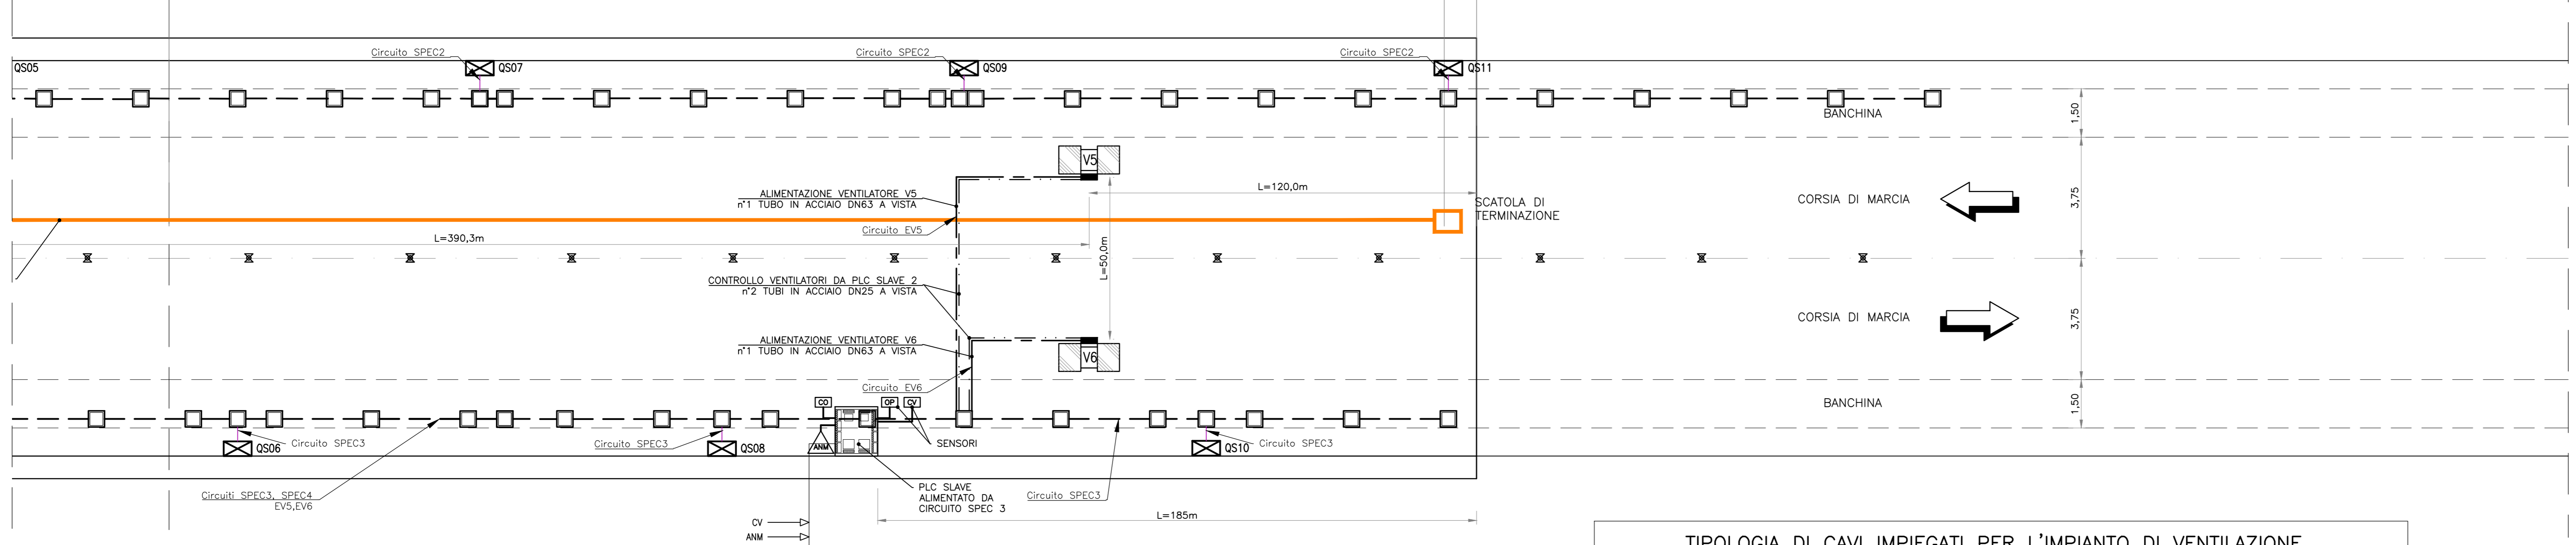 Circuito SPEC2
Circuito SPEC2
Circuito SPEC2
QS05
QS07
QS09
QS11
BANCHINA
1,50
V5
ALIMENTAZIONE VENTILATORE V5
n°1 TUBO IN ACCIAIO DN63 A VISTA
L=120,0m
SCATOLA DI
TERMINAZIONE
CORSIA DI MARCIA
3,75
Circuito EV5
L=390,3m
L=50,0m
CONTROLLO VENTILATORI DA PLC SLAVE 2
n°2 TUBI IN ACCIAIO DN25 A VISTA
CORSIA DI MARCIA
3,75
ALIMENTAZIONE VENTILATORE V6
n°1 TUBO IN ACCIAIO DN63 A VISTA
V6
Circuito EV6
CO
OP
CV
BANCHINA
1,50
Circuito SPEC3
QS06
Circuito SPEC3
QS08
ANM
SENSORI
Circuito SPEC3
QS10
Circuiti SPEC3, SPEC4
EV5,EV6
PLC SLAVE
ALIMENTATO DA
CIRCUITO SPEC 3
Circuito SPEC3
L=185m
CV
ANM
TIPOLOGIA DI CAVI IMPIEGATI PER L'IMPIANTO DI VENTILAZIONE